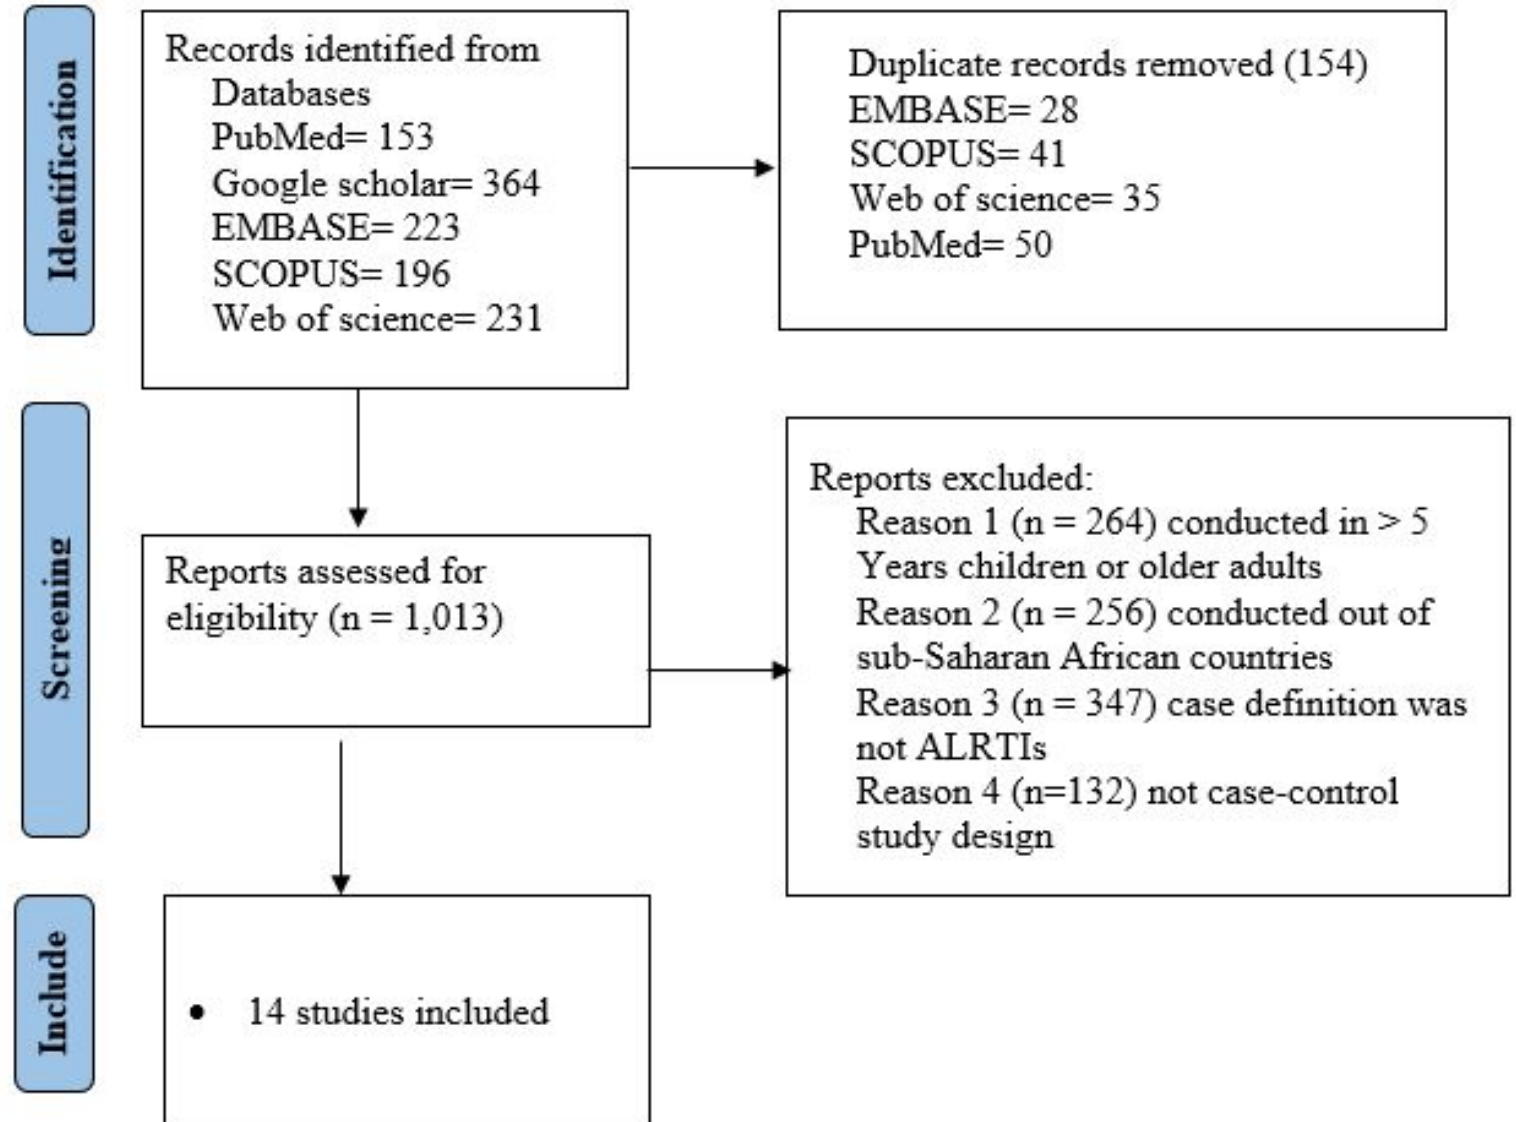 Identification
Records identified from
Databases
PubMed= 153
Google scholar= 364
EMBASE= 223
SCOPUS= 196
Web of science= 231
Duplicate records removed (154)
EMBASE= 28
SCOPUS= 41
Web of science= 35
PubMed= 50
Screening
Reports assessed for
eligibility (n = 1,013)
Reports excluded:
Reason 1 (n = 264) conducted in > 5
Years children or older adults
Reason 2 (n = 256) conducted out of
sub-Saharan African countries
Reason 3 (n = 347) case definition was
not ALRTIs
Reason 4 (n=132) not case-control
study design
Include
• 14 studies included